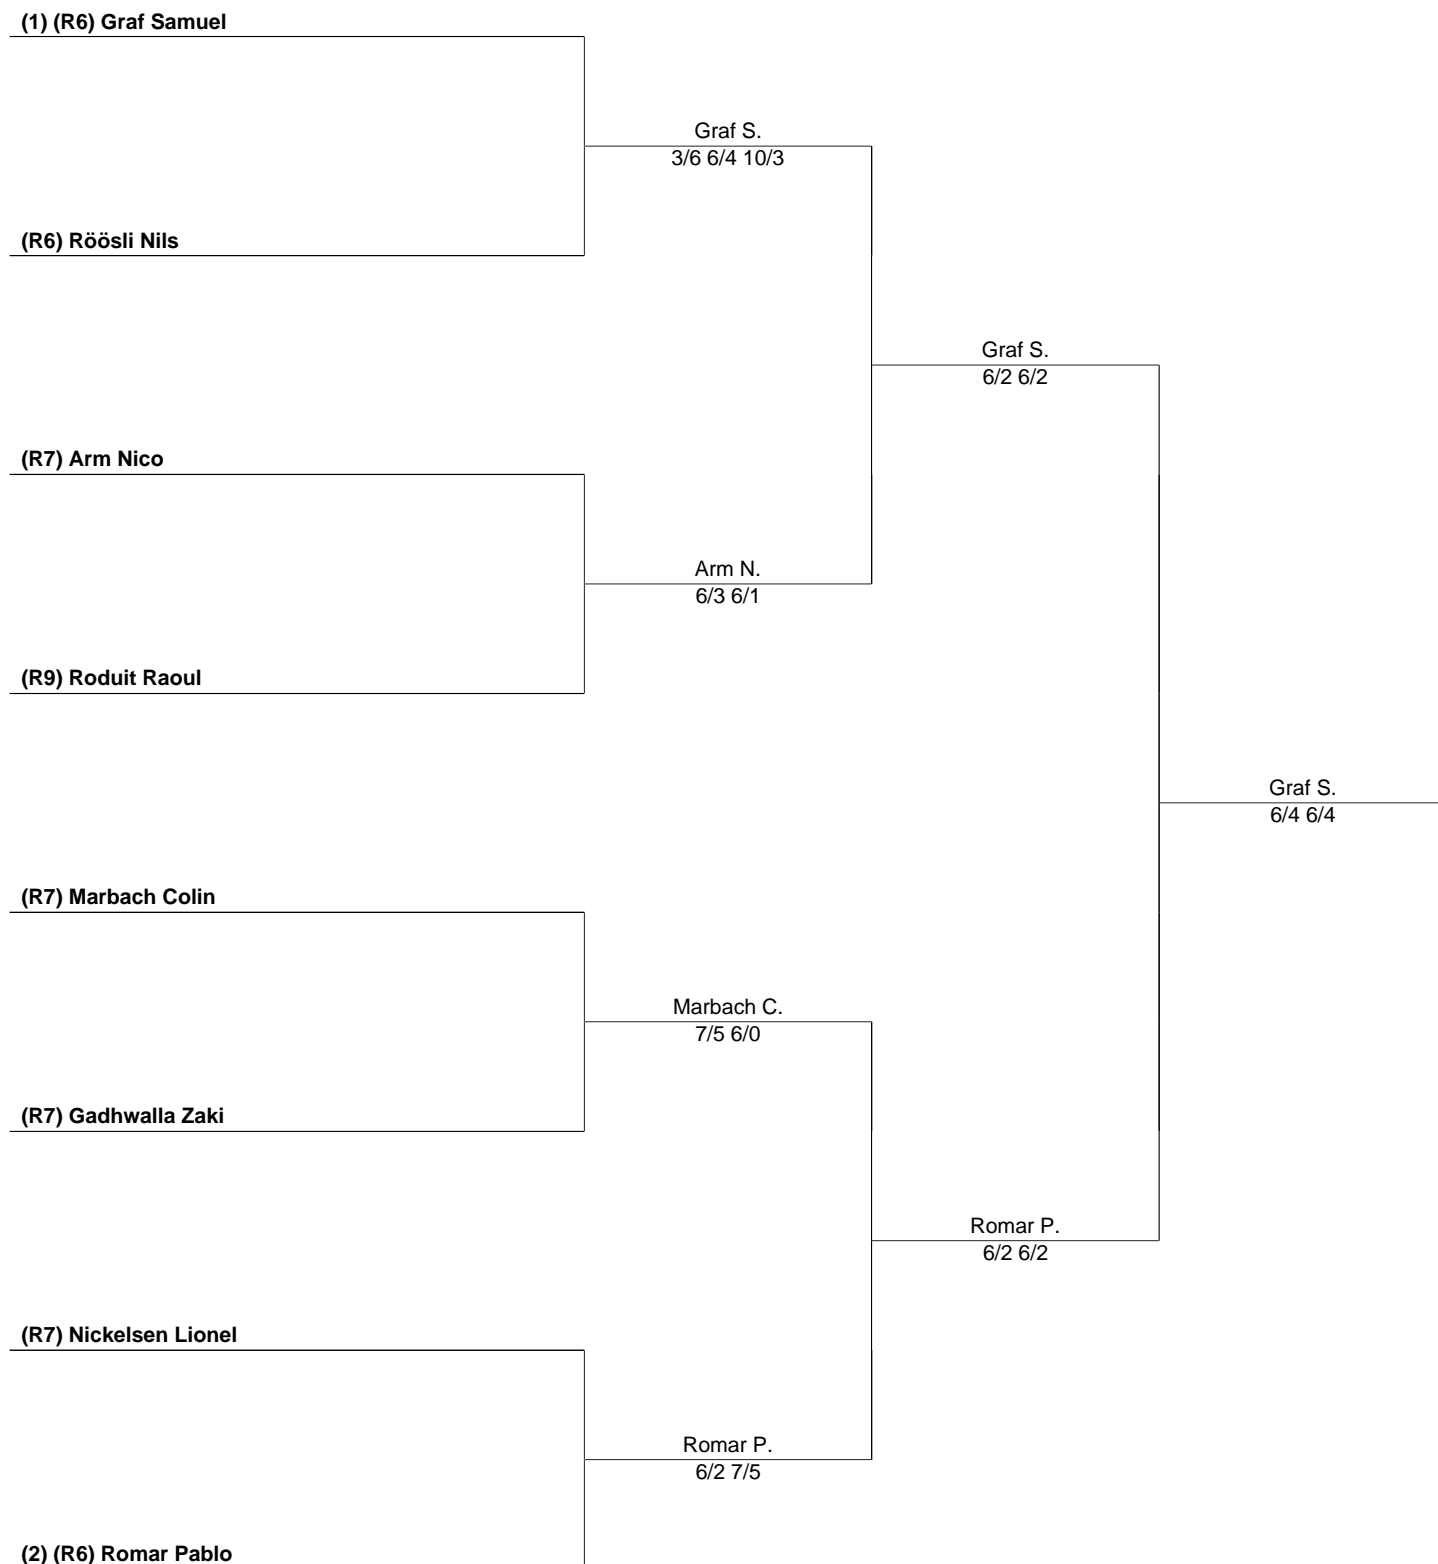 (1) (R6) Graf Samuel
Graf S.
3/6 6/4 10/3
(R6) Röösli Nils
Graf S.
6/2 6/2
(R7) Arm Nico
Arm N.
6/3 6/1
(R9) Roduit Raoul
Graf S.
6/4 6/4
(R7) Marbach Colin
Marbach C.
7/5 6/0
(R7) Gadhwalla Zaki
Romar P.
6/2 6/2
(R7) Nickelsen Lionel
Romar P.
6/2 7/5
(2) (R6) Romar Pablo